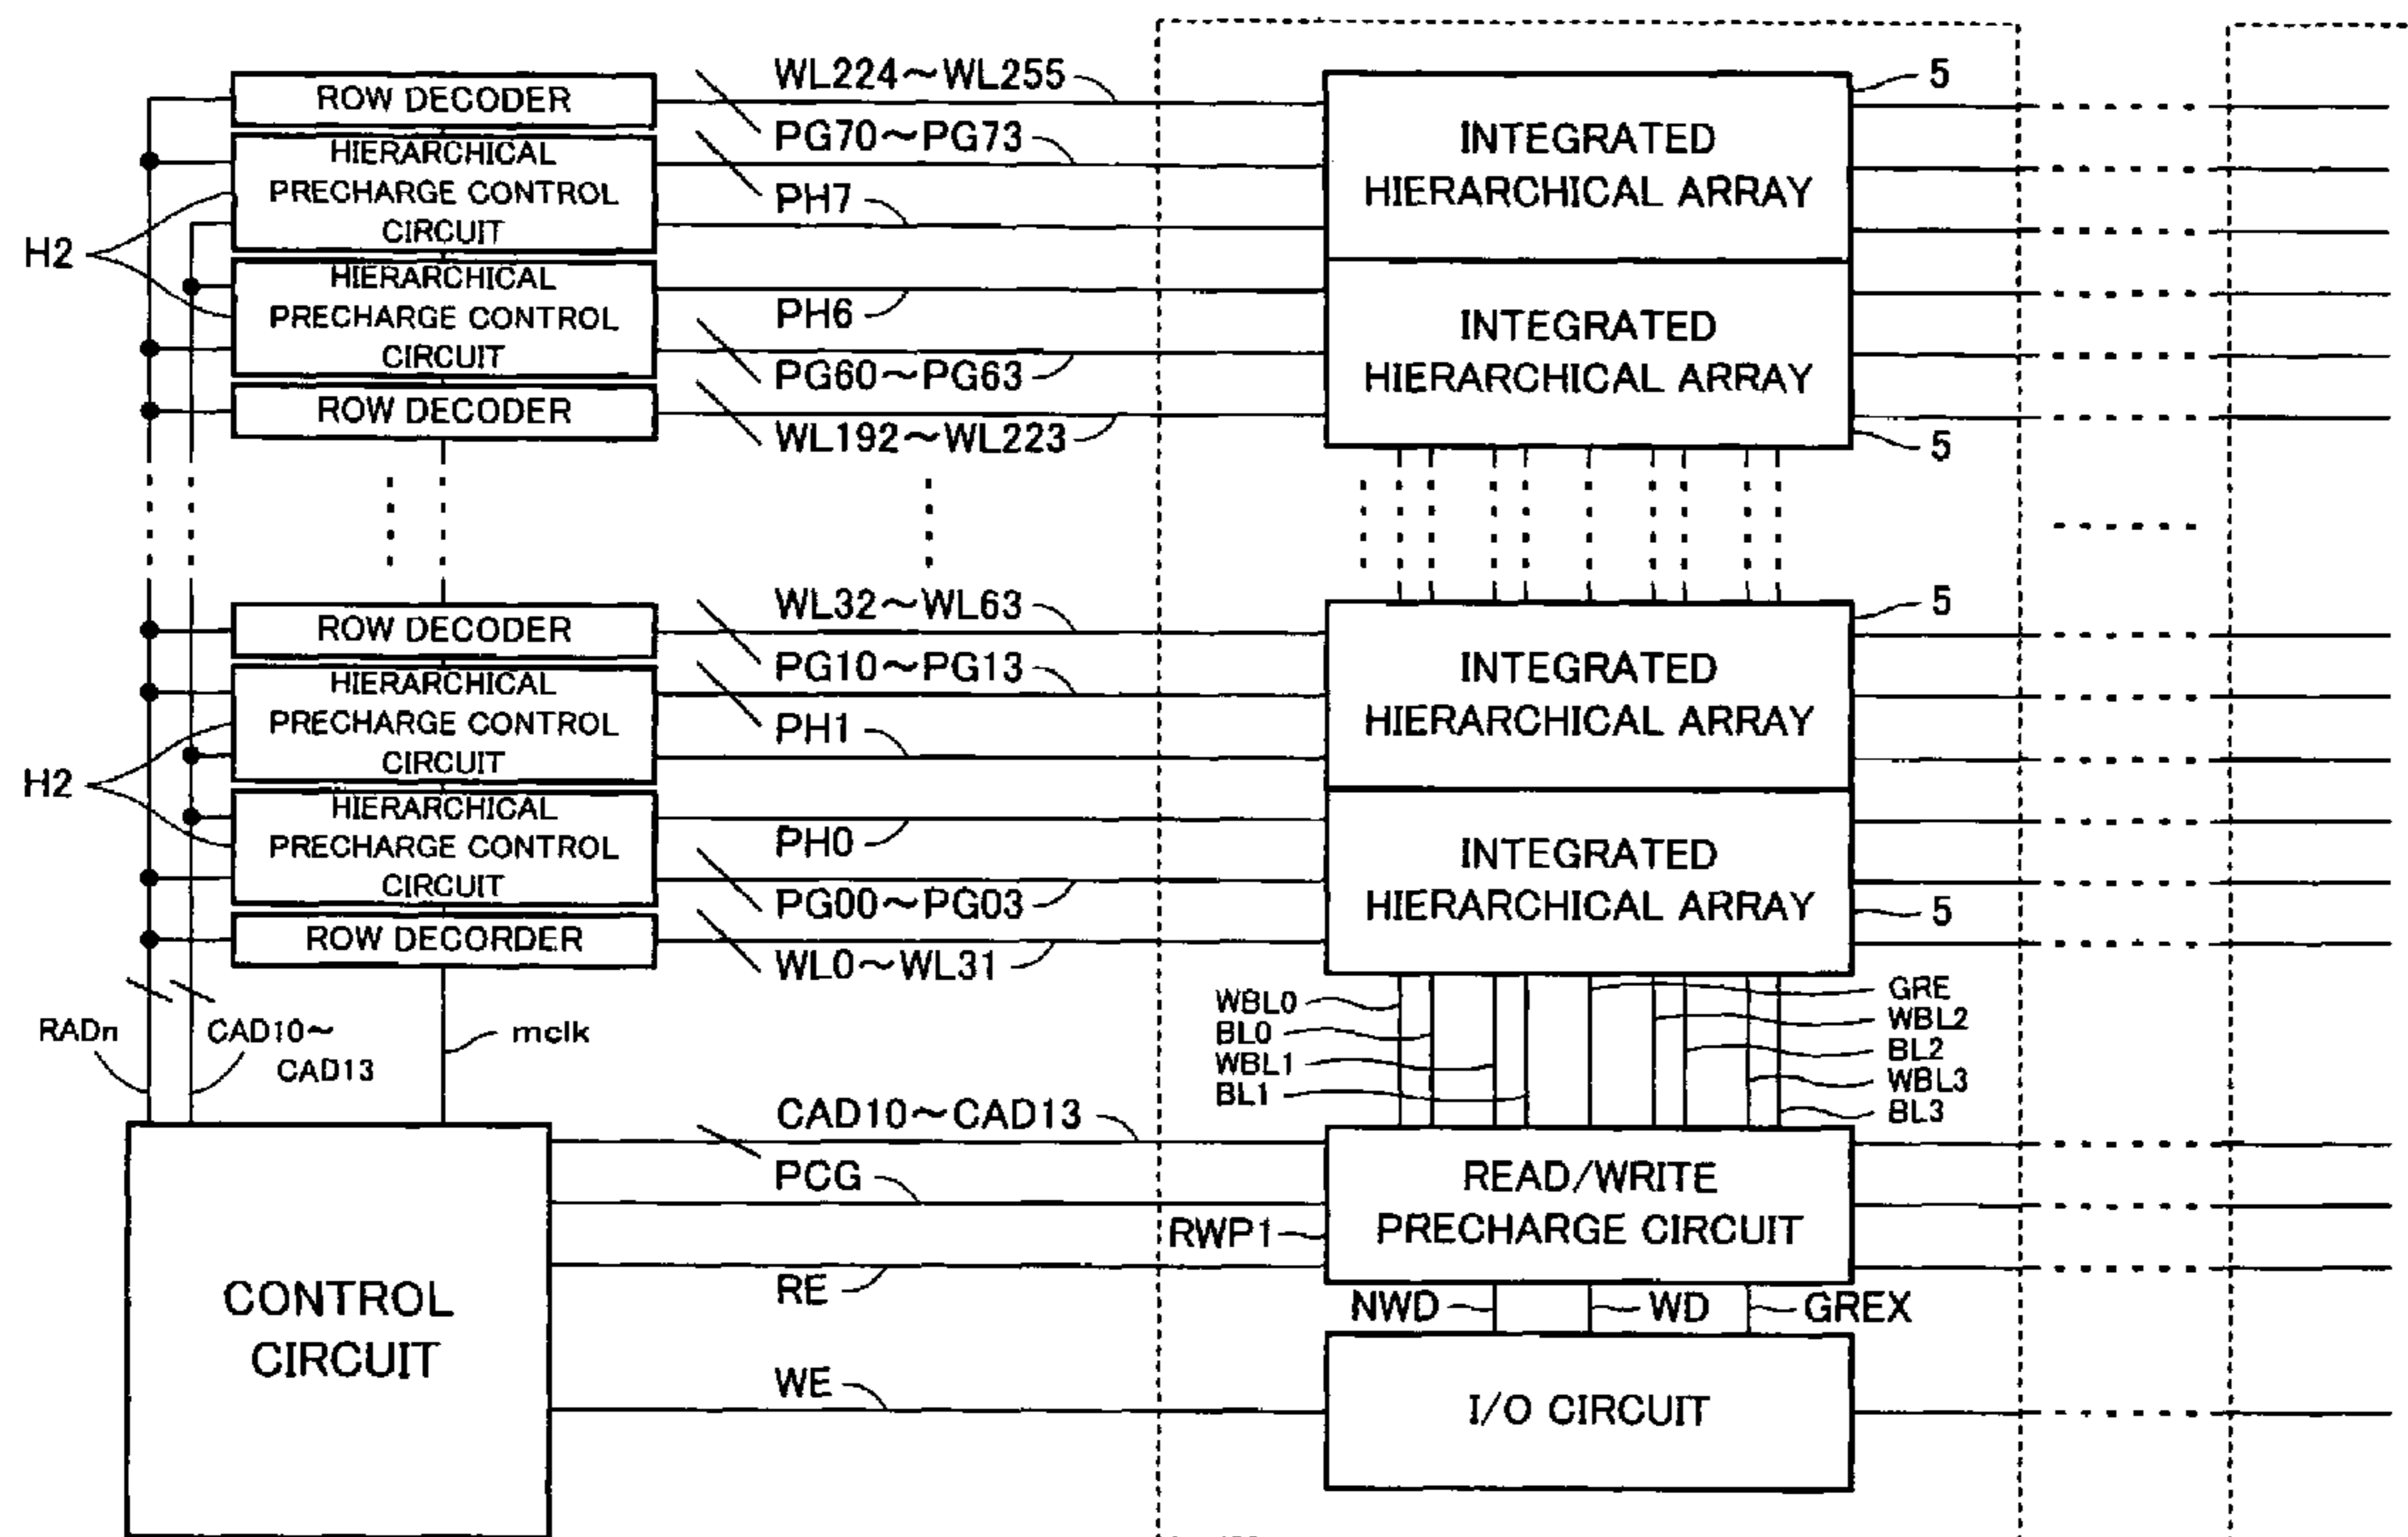 WL224～WL255
5
ROW DECODER
PG70～PG73
HIERARCHICAL
PRECHARGE CONTROL
CIRCUIT
PH7
INTEGRATED
HIERARCHICAL ARRAY
H2
HIERARCHICAL
PRECHARGE CONTROL
CIRCUIT
PH6
PG60～PG63
INTEGRATED
HIERARCHICAL ARRAY
ROW DECODER
WL192～WL223
5
WL32～WL63
5
ROW DECODER
PG10～PG13
HIERARCHICAL
PRECHARGE CONTROL
CIRCUIT
PH1
INTEGRATED
HIERARCHICAL ARRAY
H2
HIERARCHICAL
PRECHARGE CONTROL
CIRCUIT
PH0
PG00～PG03
INTEGRATED
HIERARCHICAL ARRAY
5
ROW DECORDER
WL0～WL31
RADn
CAD10～
CAD13
mclk
WBL0
BL0
WBL1
BL1
GRE
WBL2
BL2
WBL3
BL3
CAD10～CAD13
PCG
RWP1
RE
READ/WRITE
PRECHARGE CIRCUIT
NWD
WD
GREX
CONTROL
CIRCUIT
WE
I/O CIRCUIT